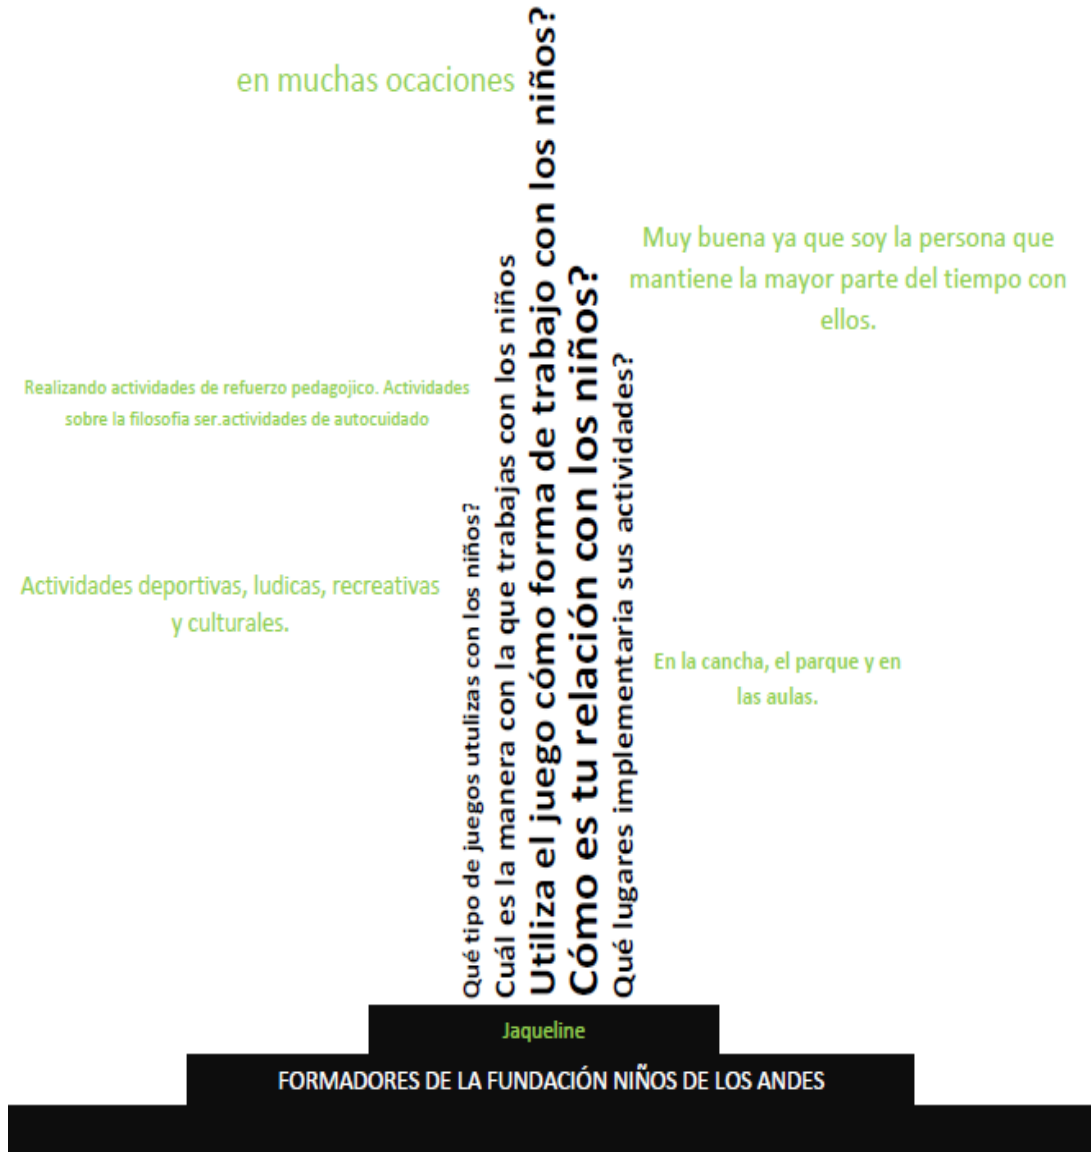 en muchas ocaciones
Muy buena ya que soy la persona que
mantiene la mayor parte del tiempo con
ellos.
Realizando actividades de refuerzo pedagojico. Actividades
sobre la filosofia ser.actividades de autocuidado
Actividades deportivas, ludicas, recreativas
y culturales.
En la cancha, el parque y en
las aulas.
Qué tipo de juegos utulizas con los niños?
Cuál es la manera con la que trabajas con los niños
Utiliza el juego cómo forma de trabajo con los niños?
Cómo es tu relación con los niños?
Qué lugares implementaria sus actividades?
Jaqueline
FORMADORES DE LA FUNDACIÓN NIÑOS DE LOS ANDES